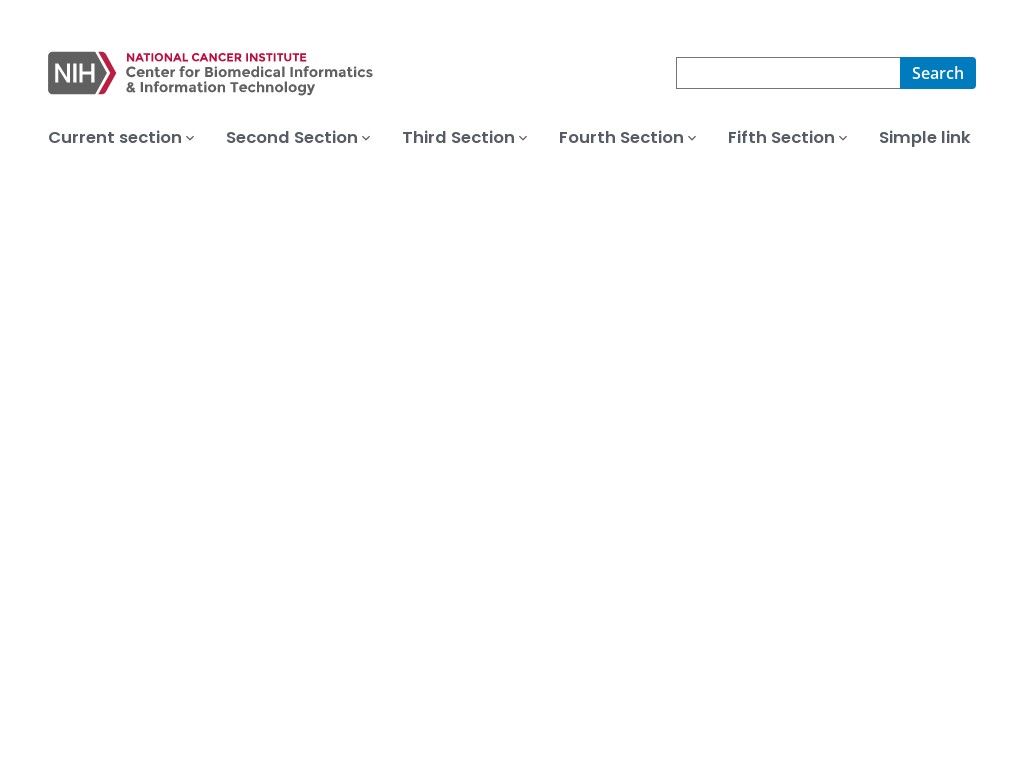 NIH
NATIONAL CANCER INSTITUTE
Center for Biomedical Informatics
& Information Technology
Search
Current section Second Section Third Section Fourth Section Fifth Section Simple link